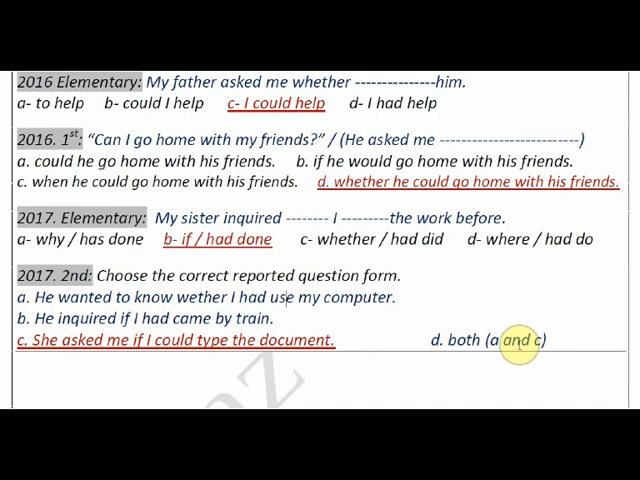 2016 Elementary: My father asked me whether ---------------him.
a- to help b- could I help c- I could help d- I had help
2016. 1st: “Can I go home with my friends?” / (He asked me --------------------------)
a. could he go home with his friends. b. if he would go home with his friends.
c. when he could go home with his friends. d. whether he could go home with his friends.
2017. Elementary: My sister inquired -------- I ---------the work before.
a- why / has done b- if / had done c- whether / had did d- where / had do
2017. 2nd: Choose the correct reported question form.
a. He wanted to know wether I had use my computer.
b. He inquired if I had came by train.
c. She asked me if I could type the document. d. both (a and c)